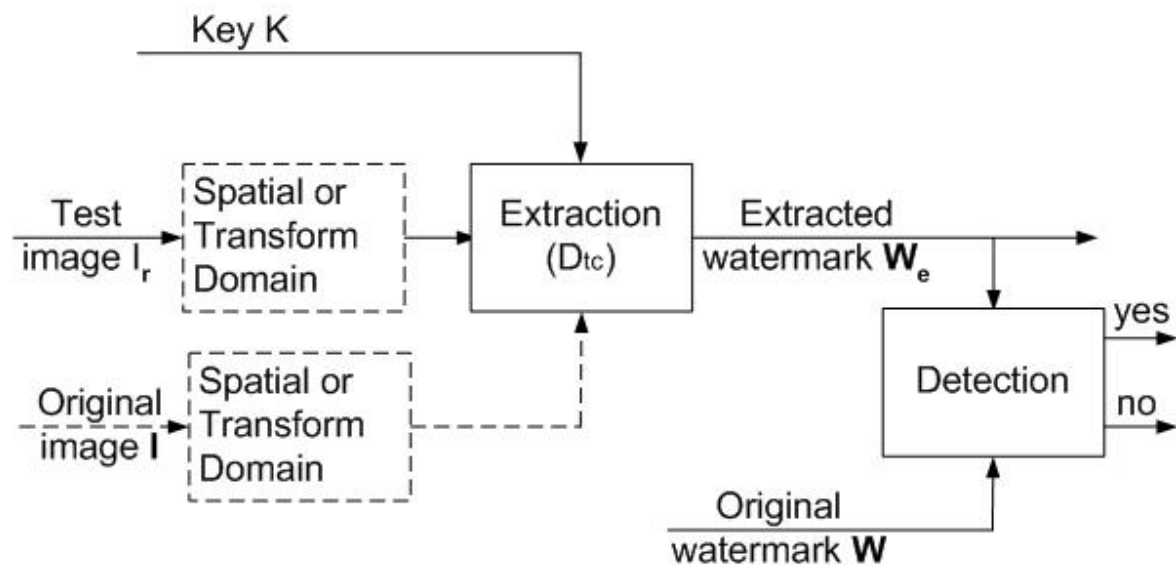 Key K
Test
image Ir
Spatial or
Transform
Domain
Extraction
(Dtc)
Extracted
watermark We
Original
image I
Spatial or
Transform
Domain
Detection
yes
no
Original
watermark W